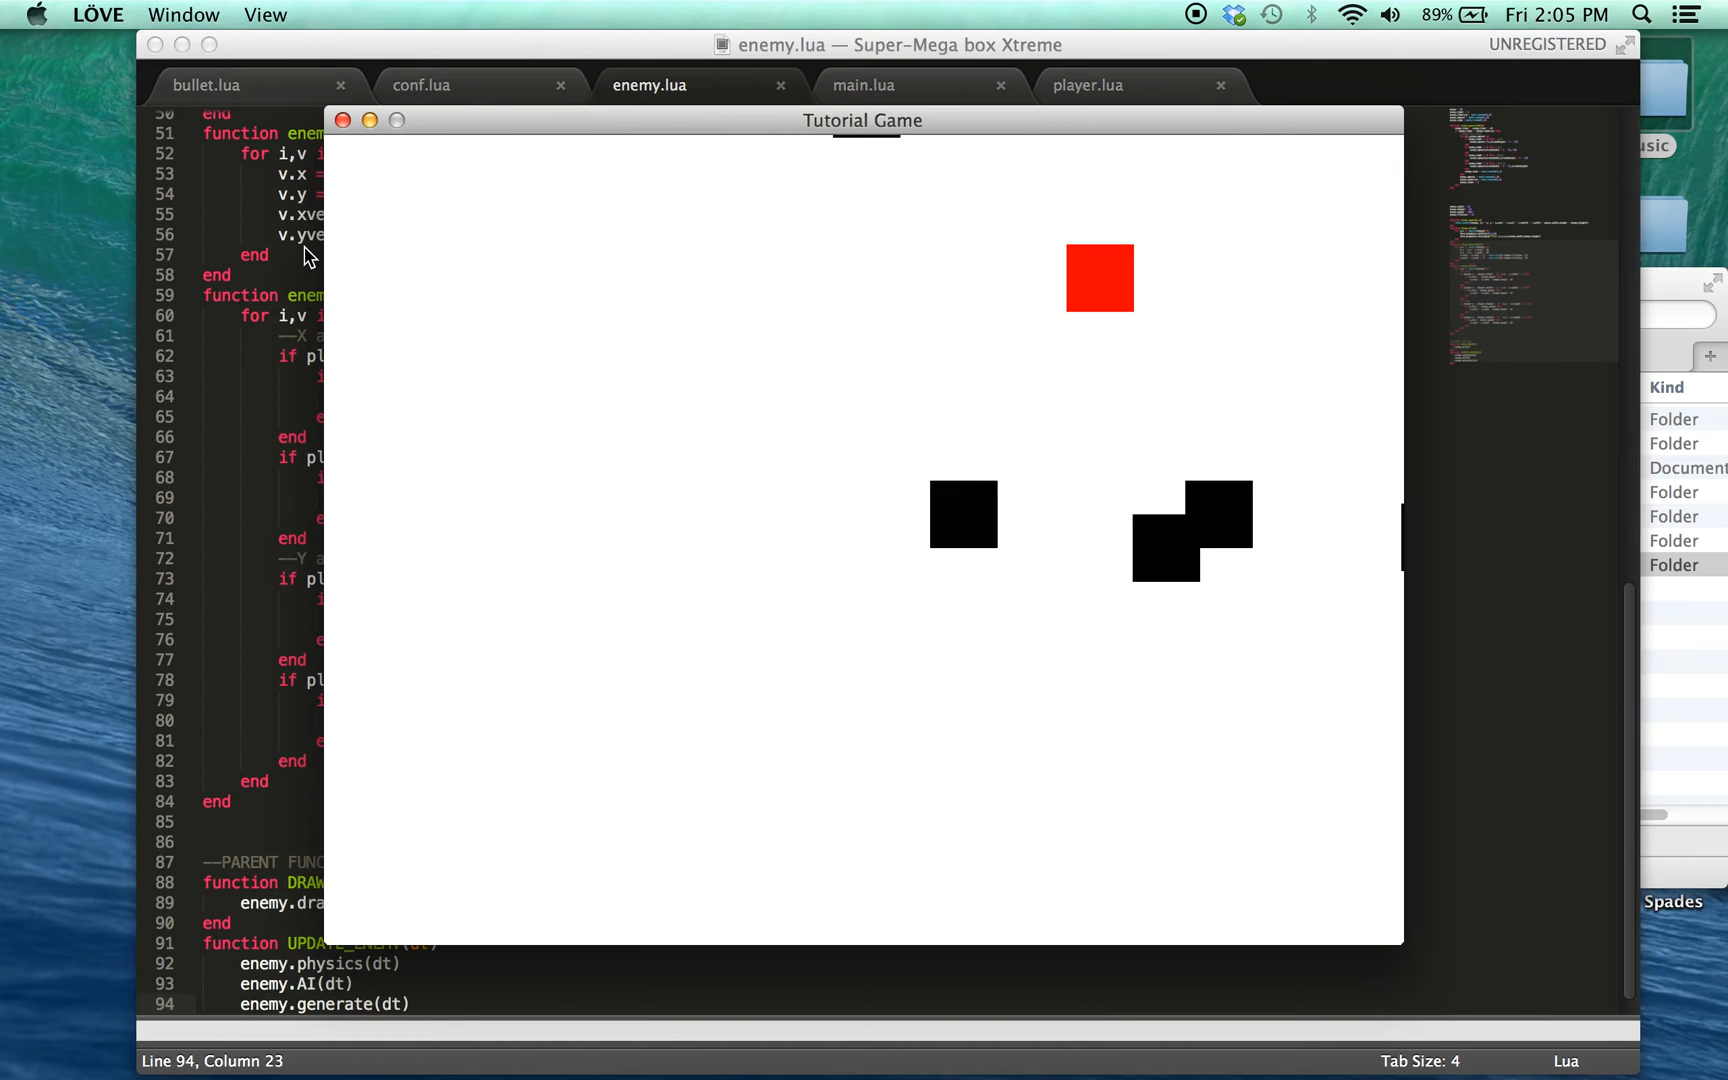 LÖVE Window View 89% Fri 2:05 PM
enemy.lua — Super-Mega box Xtreme UNREGISTERED
bullet.lua × conf.lua × enemy.lua × main.lua × player.lua ×
Tutorial Game
50 end
51 function enem
52 for i,v i
53 v.x =
54 v.y =
55 v.xve
56 v.yve
57 end
58 end
59 function enem
60 for i,v i
61 --X a
62 if pl
63 i
64
65 e
66 end
67 if pl
68 i
69
70 e
71 end
72 --Y a
73 if pl
74 i
75
76 e
77 end
78 if pl
79 i
80
81 e
82 end
83 end
84 end
85
86
87 --PARENT FUNC
88 function DRAW
89 enemy.dra
90 end
91 function UPDATE_ENEMY(dt)
92 enemy.physics(dt)
93 enemy.AI(dt)
94 enemy.generate(dt)
usic
Kind
Folder
Folder
Document
Folder
Folder
Folder
Folder
Spades
Line 94, Column 23 Tab Size: 4 Lua